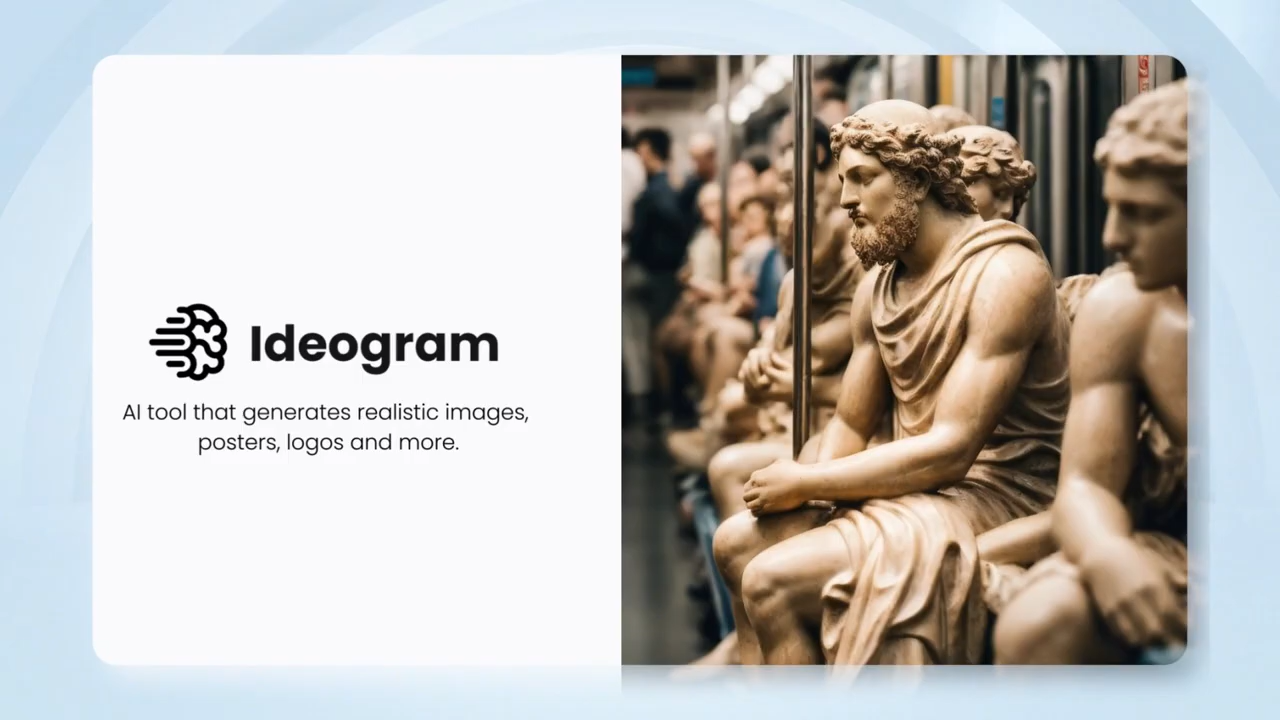 Ideogram
AI tool that generates realistic images,
posters, logos and more.